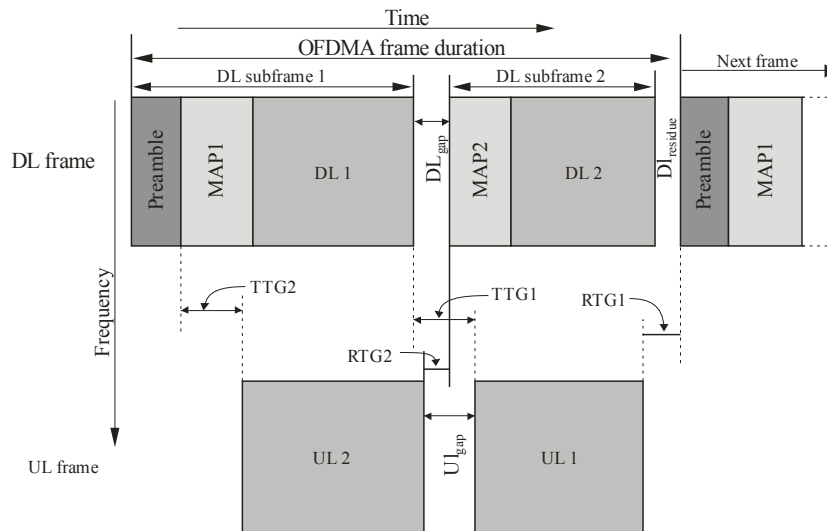 Time
OFDMA frame duration
Next frame
DL subframe 1
DL subframe 2
DL frame
Preamble
MAP1
DL 1
DLgap
MAP2
DL 2
Dlresidue
Preamble
MAP1
TTG2
TTG1
RTG1
RTG2
Frequency
UL frame
UL 2
Ulgap
UL 1